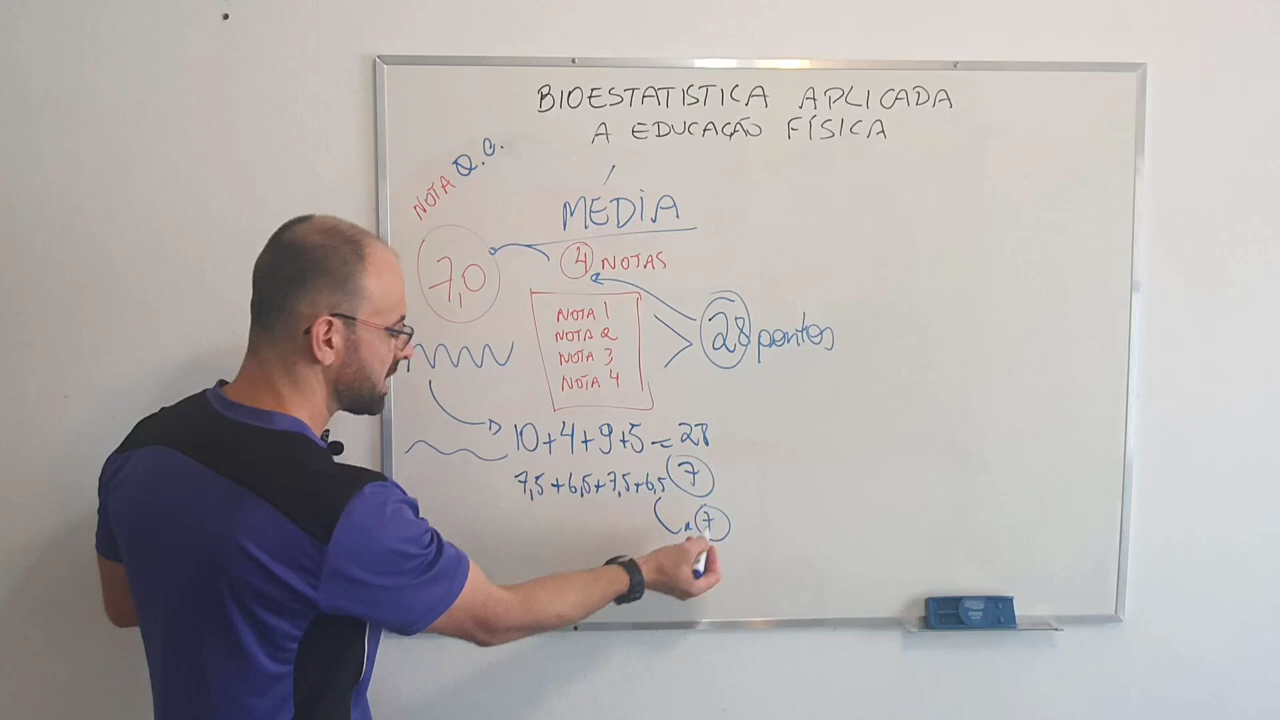 BIOESTATISTICA APLICADA
A EDUCAÇÃO FÍSICA
NOTA Q.C.
MÉDIA
7,0
4 NOTAS
NOTA 1
NOTA 2
NOTA 3
NOTA 4
28 pontos
10+4+9+5=28
7,5+6,5+7,5+6,5 7
7